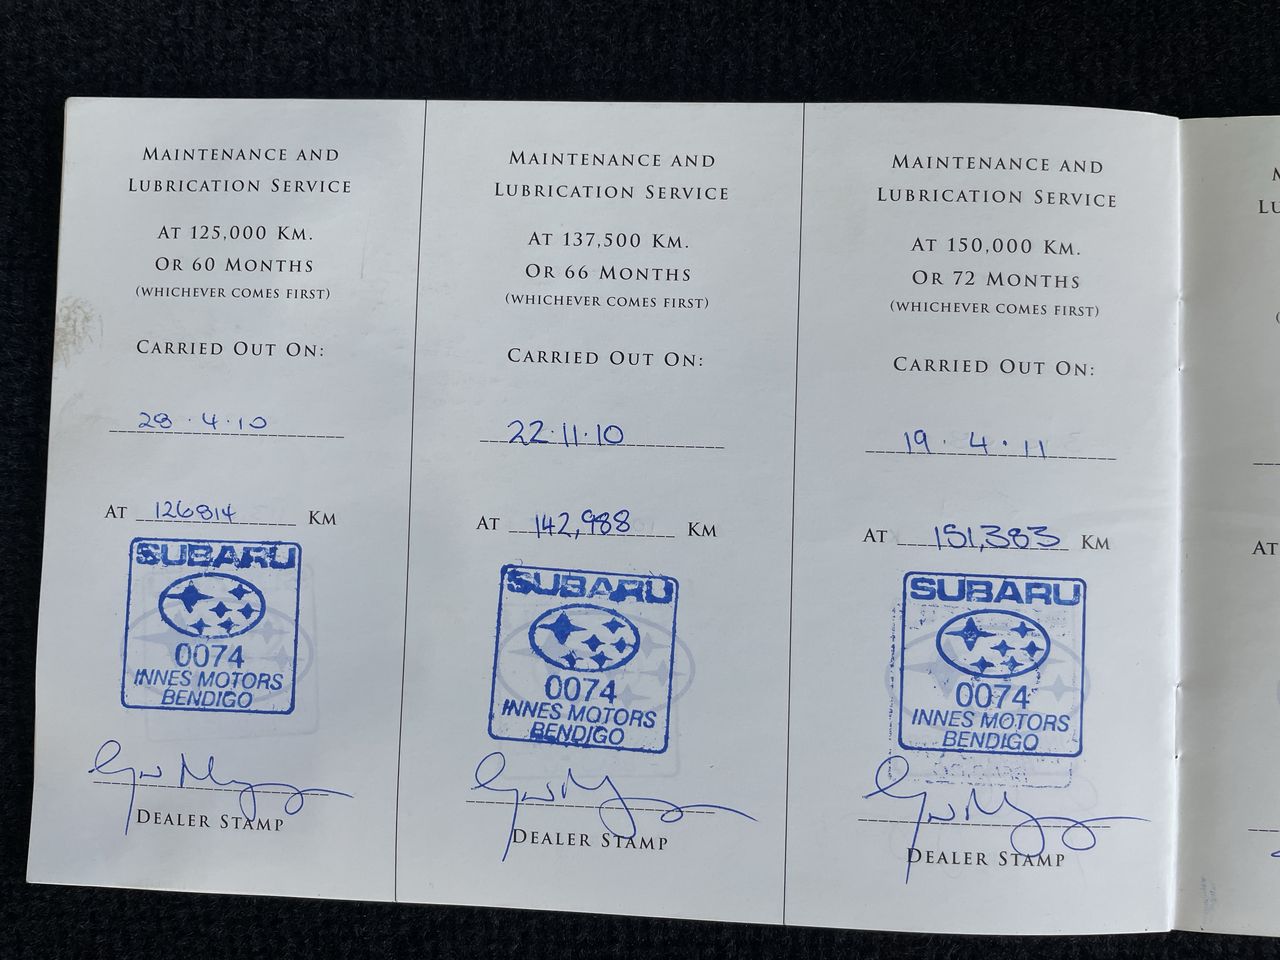 MAINTENANCE AND
LUBRICATION SERVICE
AT 125,000 KM.
OR 60 MONTHS
(WHICHEVER COMES FIRST)
CARRIED OUT ON:
28.4.10
AT 126814 KM
SUBARU
0074
INNES MOTORS
BENDIGO
DEALER STAMP
MAINTENANCE AND
LUBRICATION SERVICE
AT 137,500 KM.
OR 66 MONTHS
(WHICHEVER COMES FIRST)
CARRIED OUT ON:
22.11.10
AT 142,988 KM
SUBARU
0074
INNES MOTORS
BENDIGO
DEALER STAMP
MAINTENANCE AND
LUBRICATION SERVICE
AT 150,000 KM.
OR 72 MONTHS
(WHICHEVER COMES FIRST)
CARRIED OUT ON:
19.4.11
AT 151,383 KM
SUBARU
0074
INNES MOTORS
BENDIGO
DEALER STAMP
AT